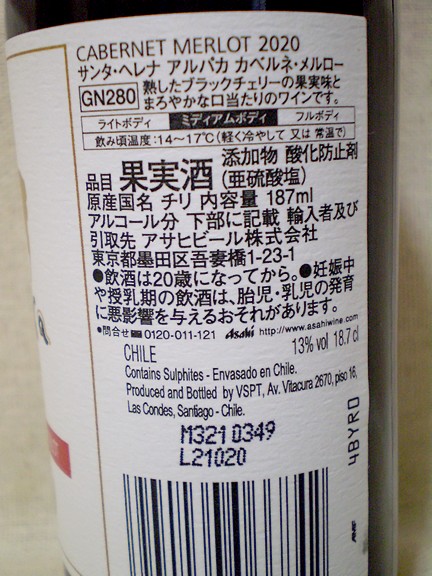 CABERNET MERLOT 2020
サンタ・ヘレナ アルパカ カベルネ・メルロー
GN280 熟したブラックチェリーの果実味と
まろやかな口当たりのワインです。
ライトボディ ミディアムボディ フルボディ
飲み頃温度:14~17℃(軽く冷やして 又は 常温で)
品目 果実酒 添加物 酸化防止剤
(亜硫酸塩)
原産国名 チリ 内容量 187ml
アルコール分 下部に記載 輸入者及び
引取先 アサヒビール株式会社
東京都墨田区吾妻橋1-23-1
●飲酒は20歳になってから。●妊娠中
や授乳期の飲酒は、胎児・乳児の発育
に悪影響を与えるおそれがあります。
●問合せ 0120-011-121 Asahi http://www.asahiwine.com
CHILE 13% vol 18.7 cl
Contains Sulphites - Envasado en Chile.
Produced and Bottled by VSPT, Av. Vitacura 2670, piso 16,
Las Condes, Santiago - Chile.
M321 0349
L21020
4BYRO